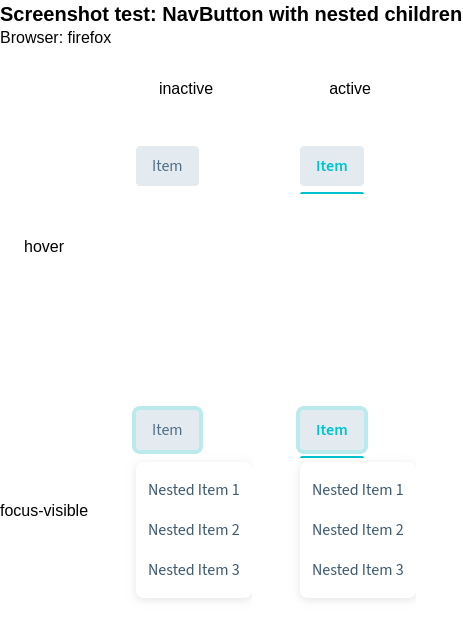 Screenshot test: NavButton with nested children
Browser: firefox
inactive active
Item Item
hover
Item Item
Nested Item 1 Nested Item 1
focus-visible
Nested Item 2 Nested Item 2
Nested Item 3 Nested Item 3